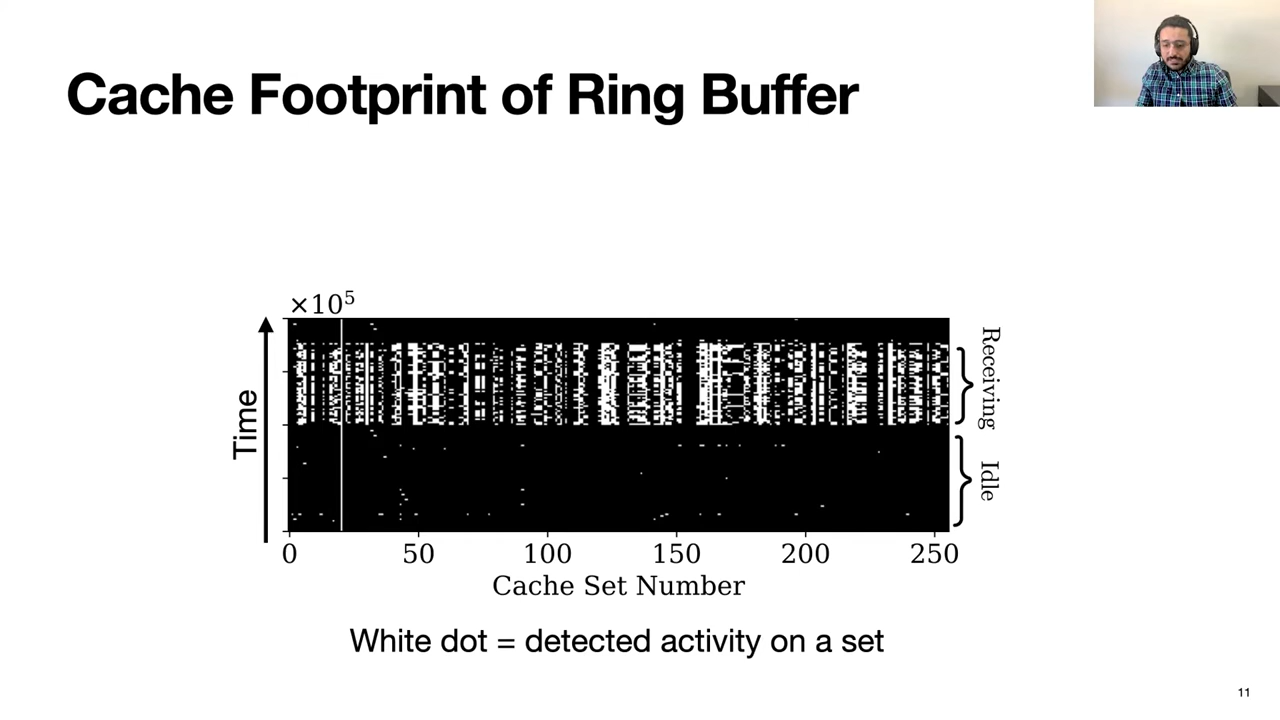 Cache Footprint of Ring Buffer
×10⁵
Time
Receiving
Idle
0 50 100 150 200 250
Cache Set Number
White dot = detected activity on a set
11